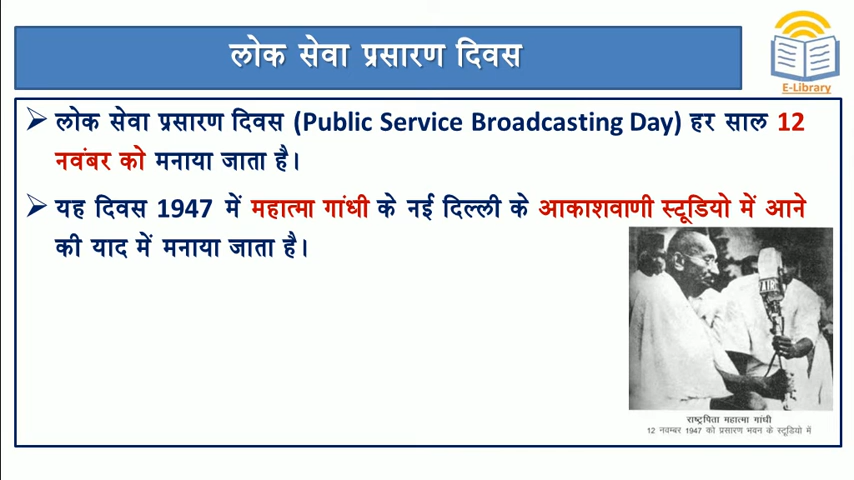 लोक सेवा प्रसारण दिवस
E-Library
लोक सेवा प्रसारण दिवस (Public Service Broadcasting Day) हर साल 12
नवंबर को मनाया जाता है।
यह दिवस 1947 में महात्मा गांधी के नई दिल्ली के आकाशवाणी स्टूडियो में आने
की याद में मनाया जाता है।
AIR
राष्ट्रपिता महात्मा गांधी
12 नवम्बर 1947 को प्रसारण भवन के स्टूडियो में